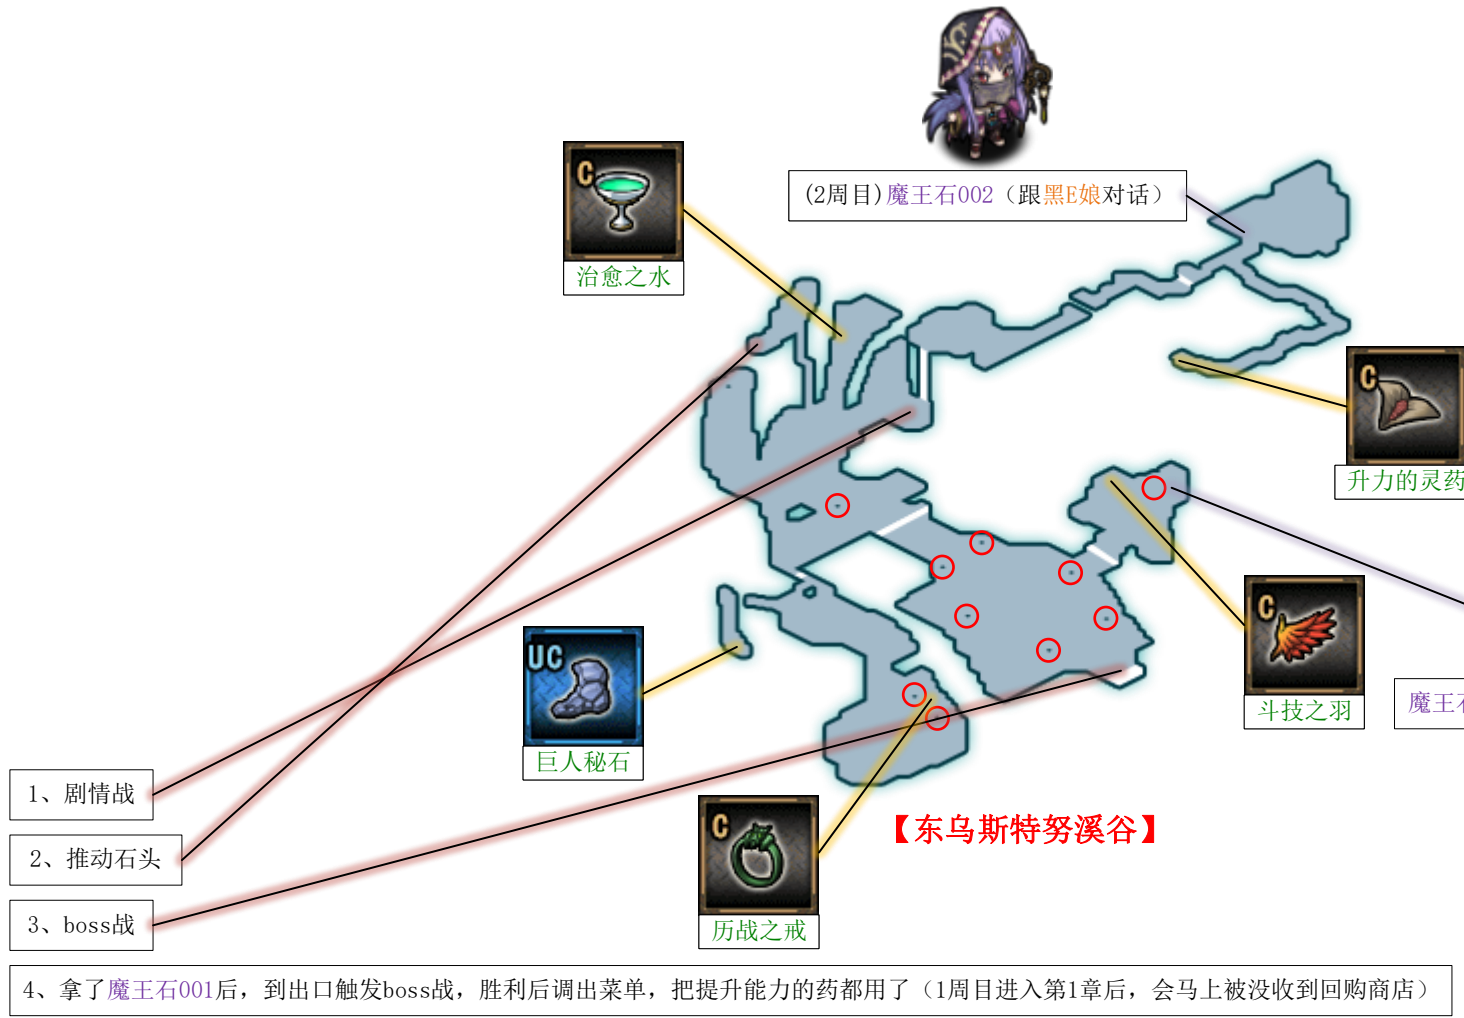 (2周目)魔王石002（跟黑E娘对话）
C
治愈之水
C
升力的灵药
C
斗技之羽
魔王石
UC
巨人秘石
C
历战之戒
【东乌斯特努溪谷】
1、剧情战
2、推动石头
3、boss战
4、拿了魔王石001后，到出口触发boss战，胜利后调出菜单，把提升能力的药都用了（1周目进入第1章后，会马上被没收到回购商店）